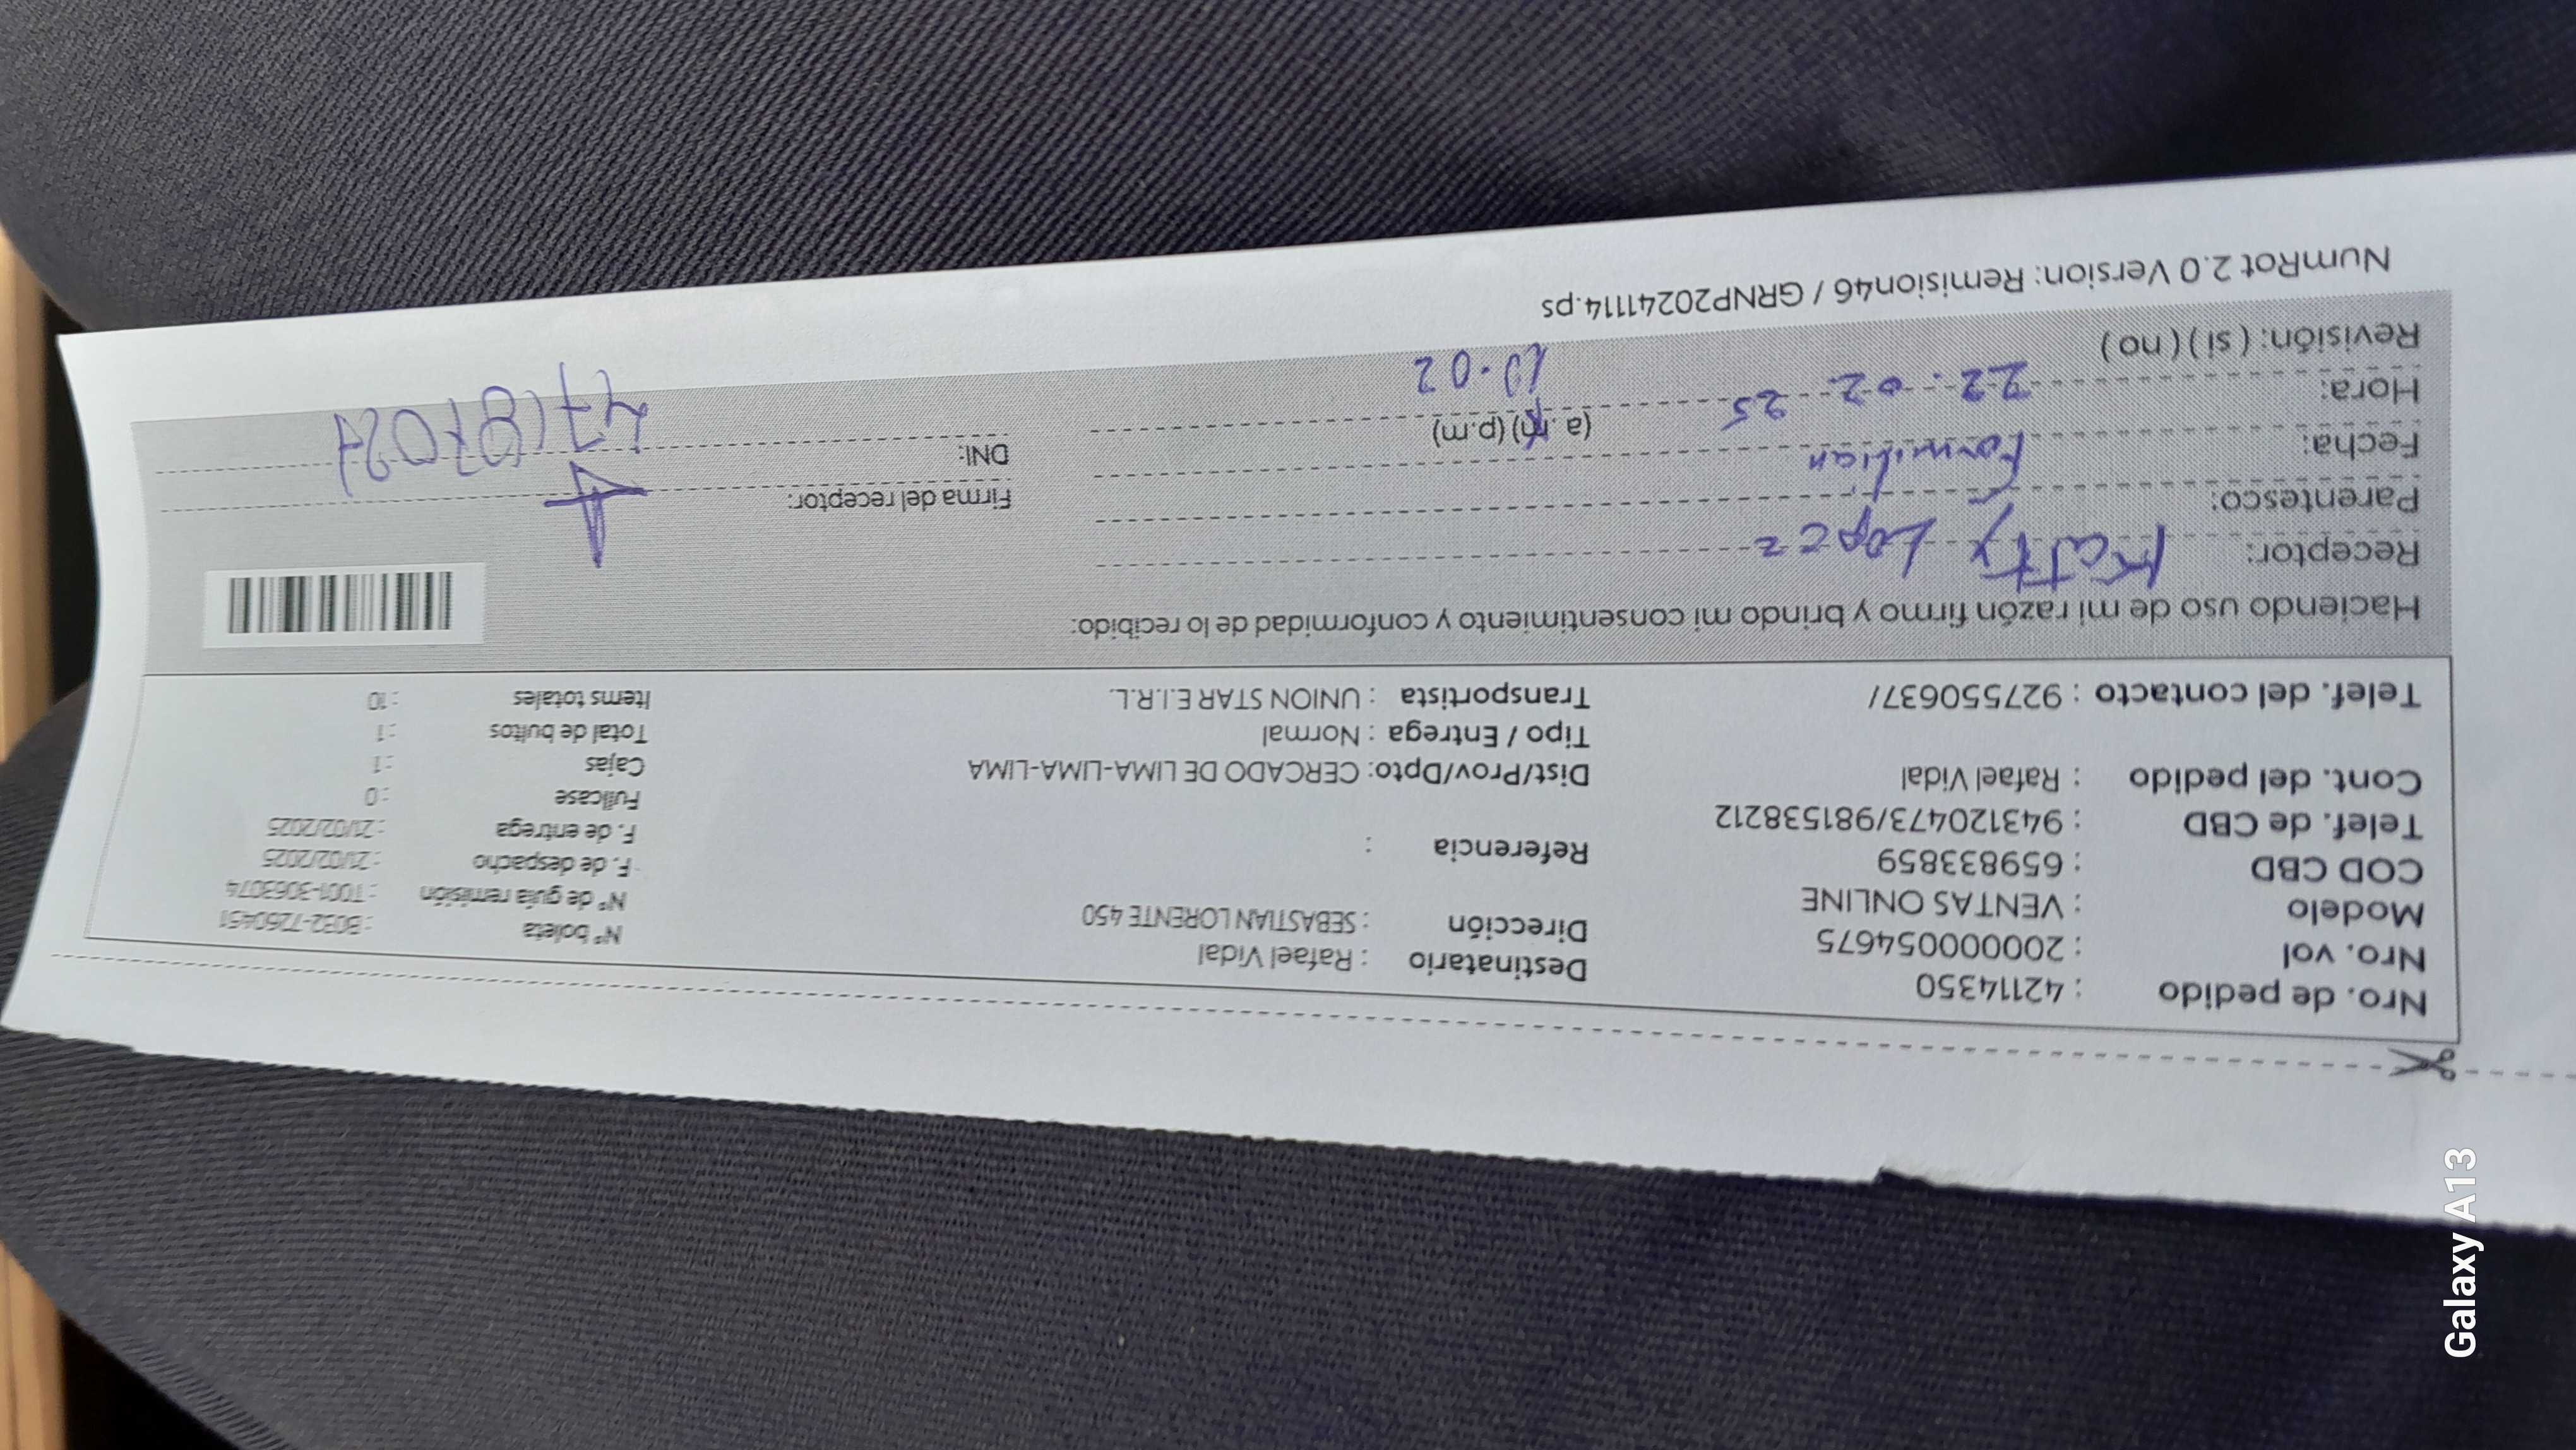 Nro. de pedido : 42114350
Nro. vol : 20000054675
Modelo : VENTAS ONLINE
COD CBD : 659833859
Telef. de CBD : 943120473/981538212
Cont. del pedido : Rafael Vidal
Telef. del contacto : 927550637/
Destinatario : Rafael Vidal
Dirección : SEBASTIAN LORENTE 450
Referencia :
Dist/Prov/Dpto: CERCADO DE LIMA-LIMA-LIMA
Tipo / Entrega : Normal
Transportista : UNION STAR E.I.R.L.
N° boleta : B032-7260451
N° de guía remisión : T001-3063074
F. de despacho : 21/02/2025
F. de entrega : 21/02/2025
Fullcase : 0
Cajas : 1
Total de bultos : 1
Items totales : 10
Haciendo uso de mi razón firmo y brindo mi consentimiento y conformidad de lo recibido:
Receptor: Katty Lopez
Parentesco: Familiar
Fecha: 22.02.25
Hora: (a.m) (p.m) 10.02
Revisión: ( si ) ( no )
Firma del receptor:
DNI:
NumRot 2.0 Version: Remision46 / GRNP20241114.ps
Galaxy A13